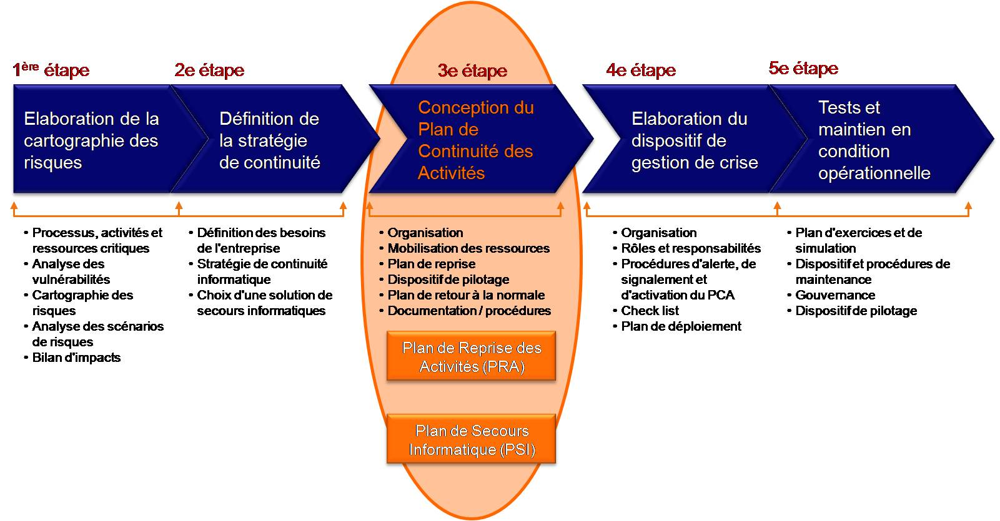 1ère étape
Elaboration de la
cartographie des
risques
• Processus, activités et
ressources critiques
• Analyse des
vulnérabilités
• Cartographie des
risques
• Analyse des scénarios
de risques
• Bilan d'impacts
2e étape
Définition de
la stratégie
de continuité
• Définition des besoins
de l'entreprise
• Stratégie de continuité
informatique
• Choix d'une solution de
secours informatiques
3e étape
Conception du
Plan de
Continuité des
Activités
• Organisation
• Mobilisation des ressources
• Plan de reprise
• Dispositif de pilotage
• Plan de retour à la normale
• Documentation / procédures
Plan de Reprise des
Activités (PRA)
Plan de Secours
Informatique (PSI)
4e étape
Elaboration du
dispositif de
gestion de crise
• Organisation
• Rôles et responsabilités
• Procédures d'alerte, de
signalement et
d'activation du PCA
• Check list
• Plan de déploiement
5e étape
Tests et
maintien en
condition
opérationnelle
• Plan d'exercices et de
simulation
• Dispositif et procédures de
maintenance
• Gouvernance
• Dispositif de pilotage